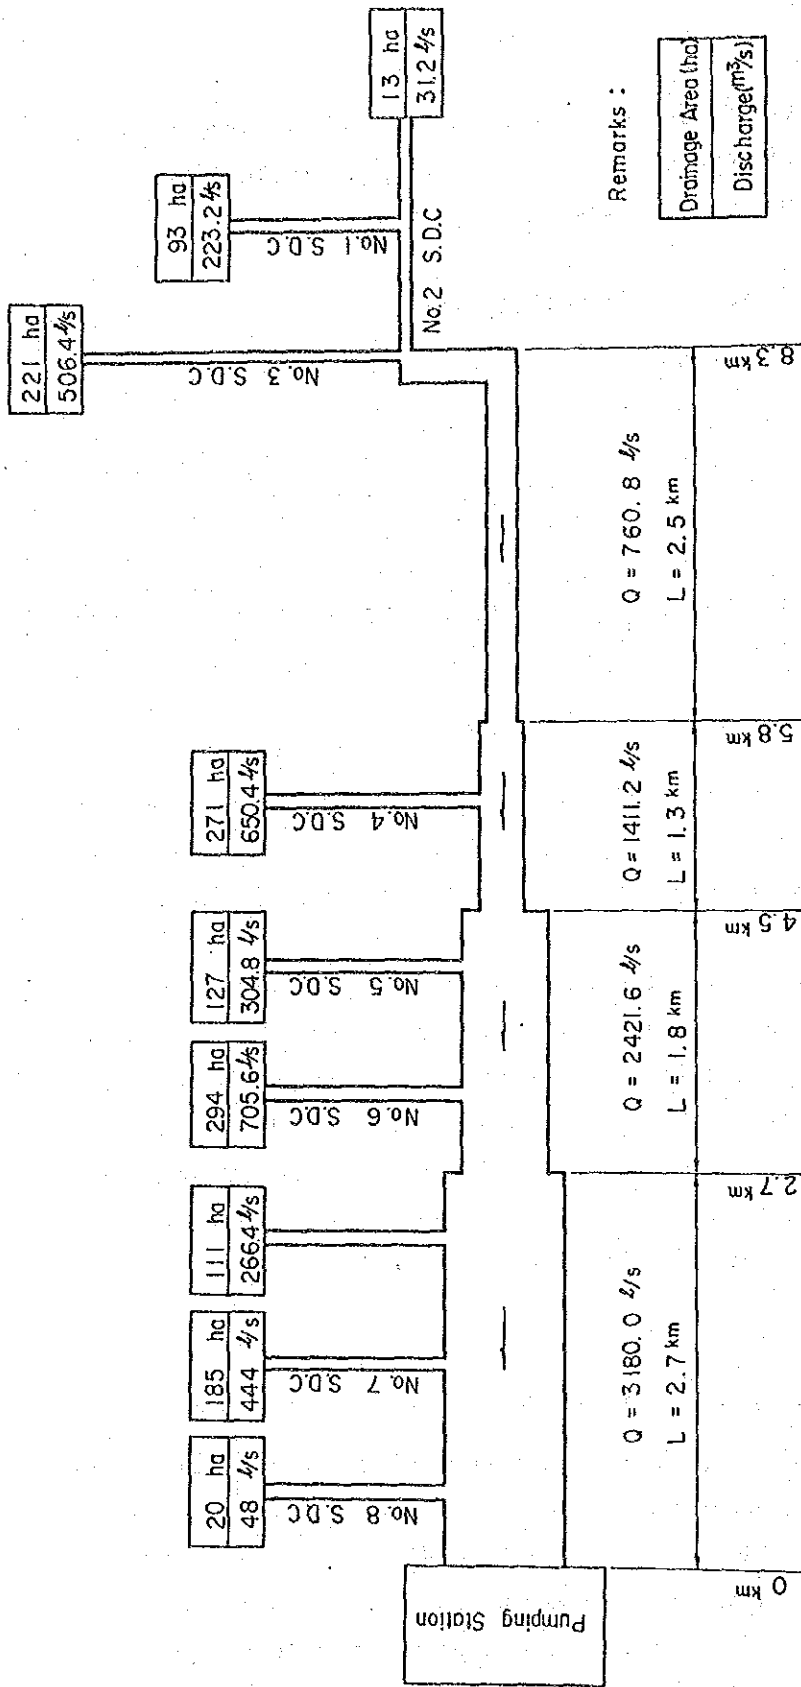 13 ha
31.2 ℓ/s
93 ha
223.2 ℓ/s
221 ha
506.4 ℓ/s
No.1 S.D.C
No.2 S.D.C
No.3 S.D.C
271 ha
650.4 ℓ/s
No.4 S.D.C
127 ha
304.8 ℓ/s
No.5 S.D.C
294 ha
705.6 ℓ/s
No.6 S.D.C
111 ha
266.4 ℓ/s
185 ha
444 ℓ/s
No.7 S.D.C
20 ha
48 ℓ/s
No.8 S.D.C
Pumping Station
Q = 3180.0 ℓ/s
L = 2.7 km
Q = 2421.6 ℓ/s
L = 1.8 km
Q = 1411.2 ℓ/s
L = 1.3 km
Q = 760.8 ℓ/s
L = 2.5 km
0 km
2.7 km
4.5 km
5.8 km
8.3 km
Remarks :
Drainage Area (ha)
Discharge (m³/s)